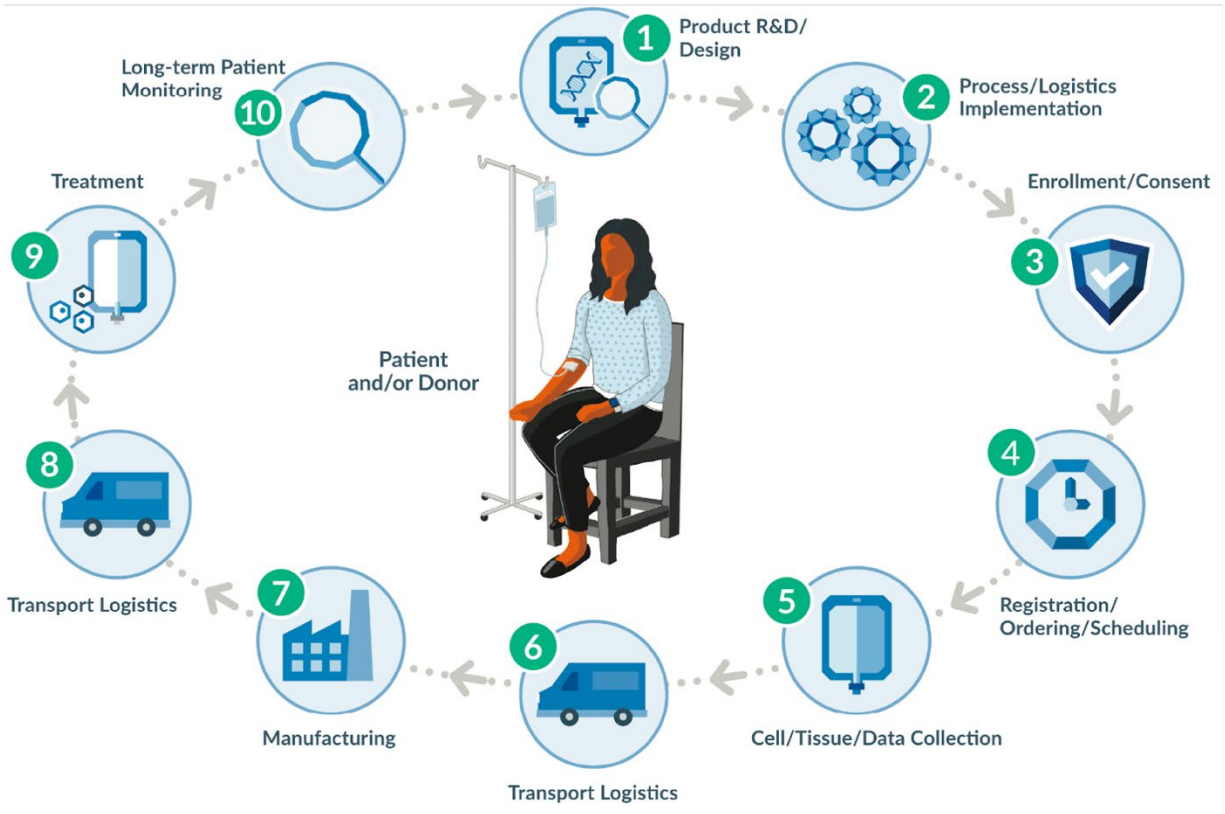 1
Product R&D/
Design
2
Process/Logistics
Implementation
3
Enrollment/Consent
4
Registration/
Ordering/Scheduling
5
Cell/Tissue/Data Collection
6
Transport Logistics
7
Manufacturing
8
Transport Logistics
9
Treatment
10
Long-term Patient
Monitoring
Patient
and/or Donor